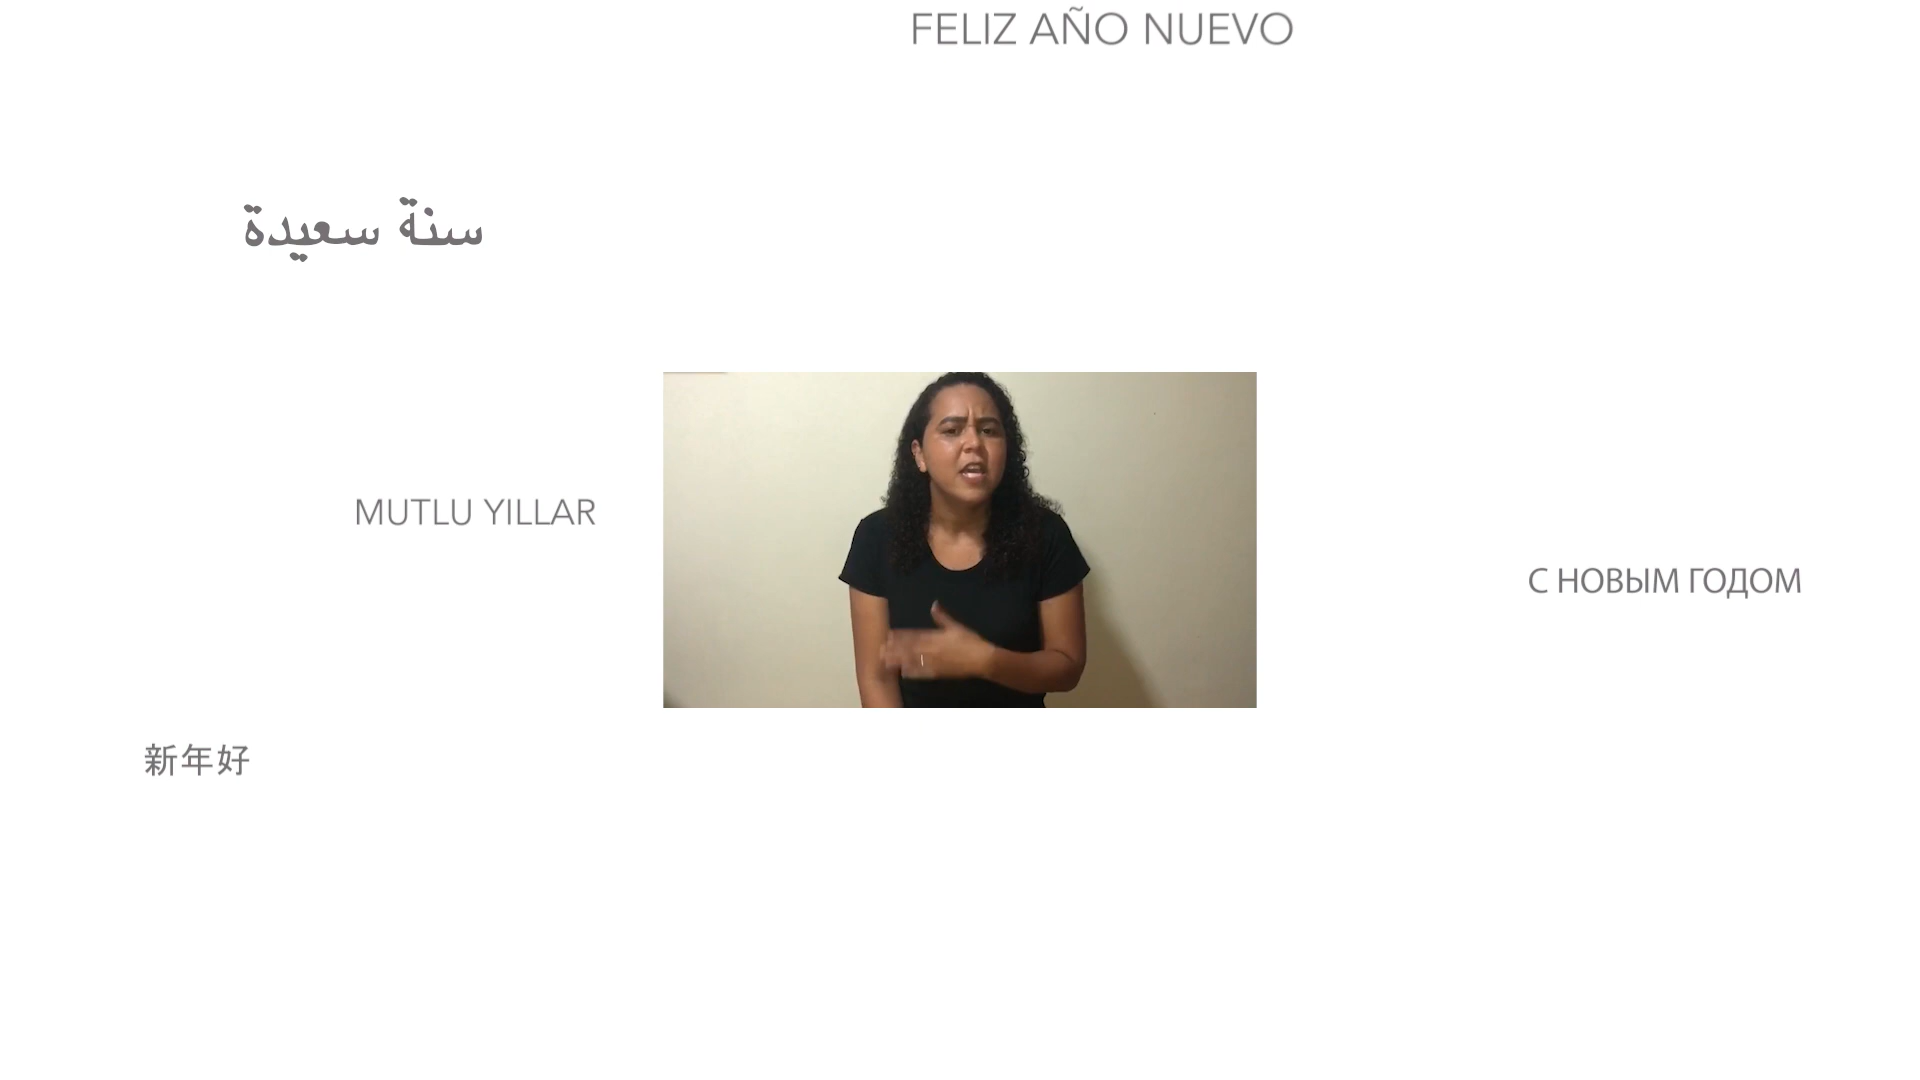 FELIZ AÑO NUEVO
سنة سعيدة
MUTLU YILLAR
С НОВЫМ ГОДОМ
新年好